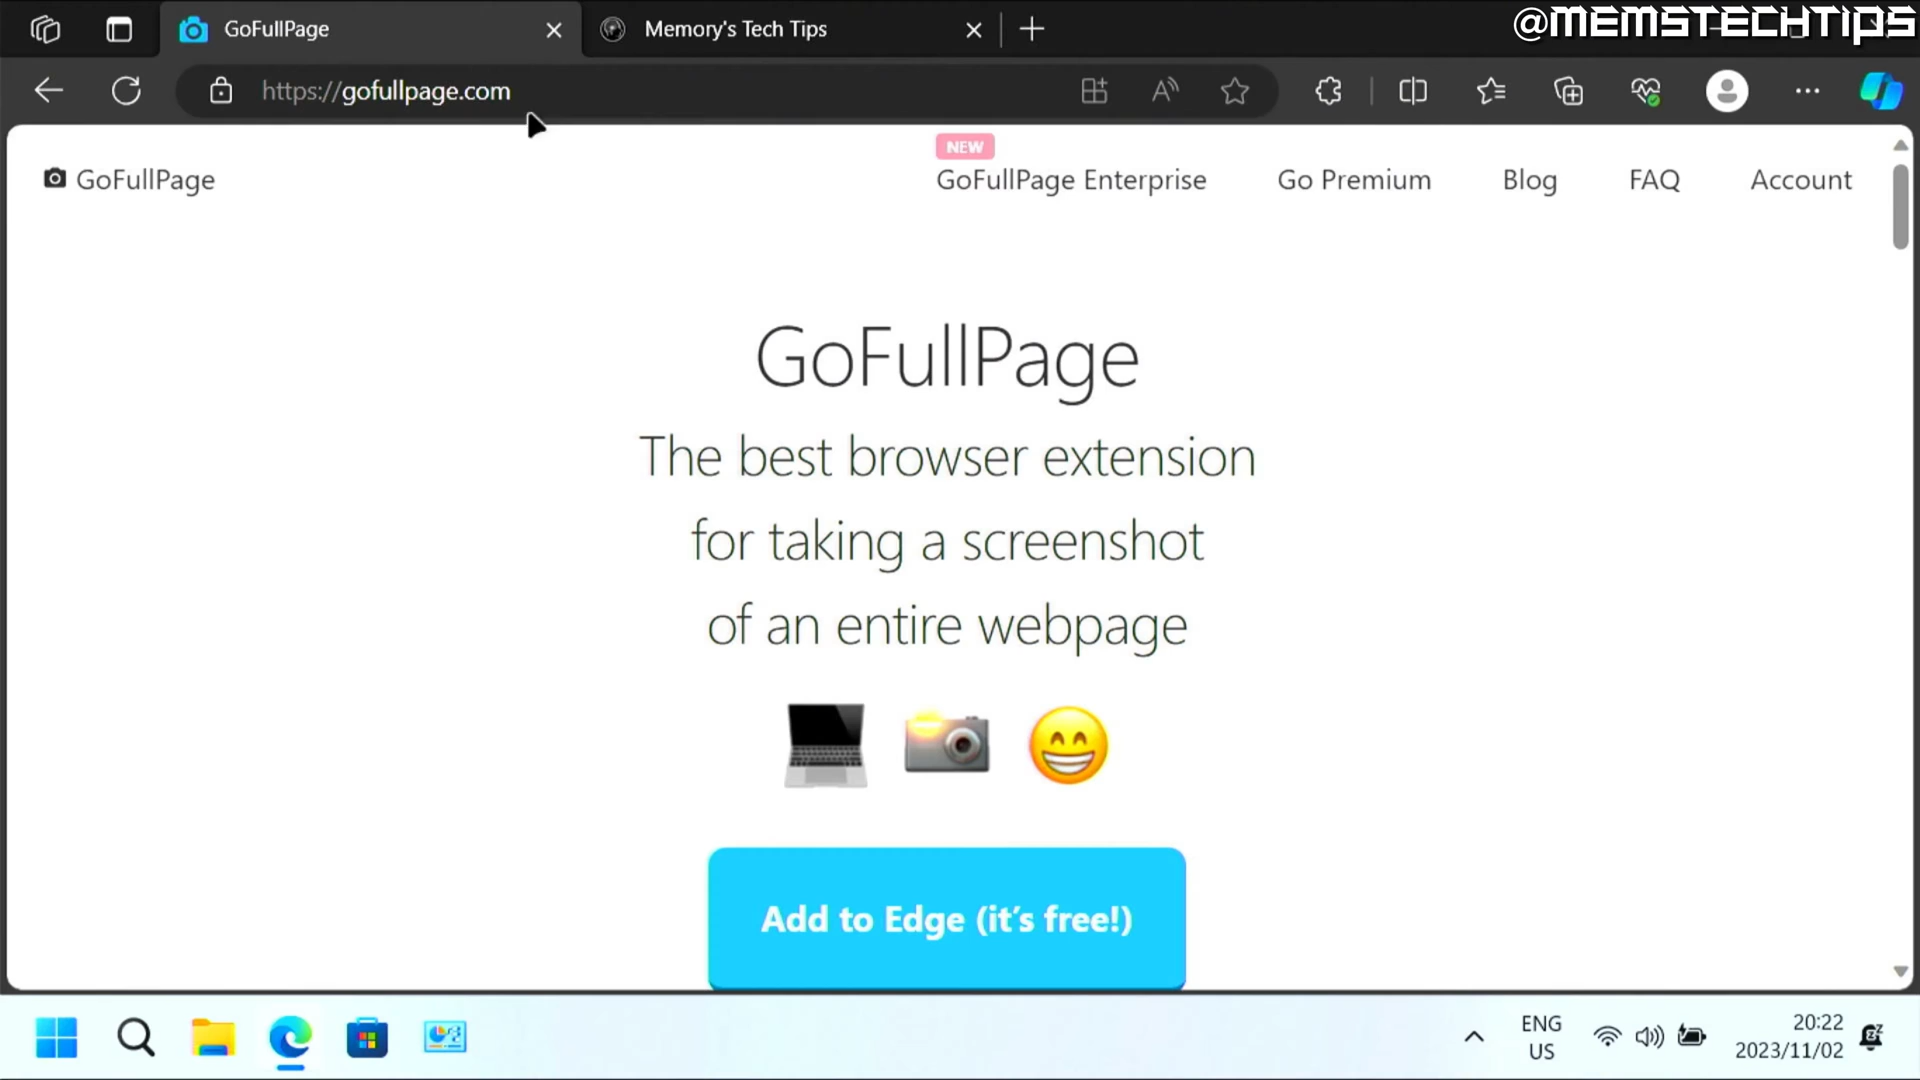 GoFullPage
Memory's Tech Tips
@MEMSTECHTIPS
https://gofullpage.com
NEW
GoFullPage
GoFullPage Enterprise
Go Premium
Blog
FAQ
Account
GoFullPage
The best browser extension
for taking a screenshot
of an entire webpage
Add to Edge (it's free!)
ENG
US
20:22
2023/11/02